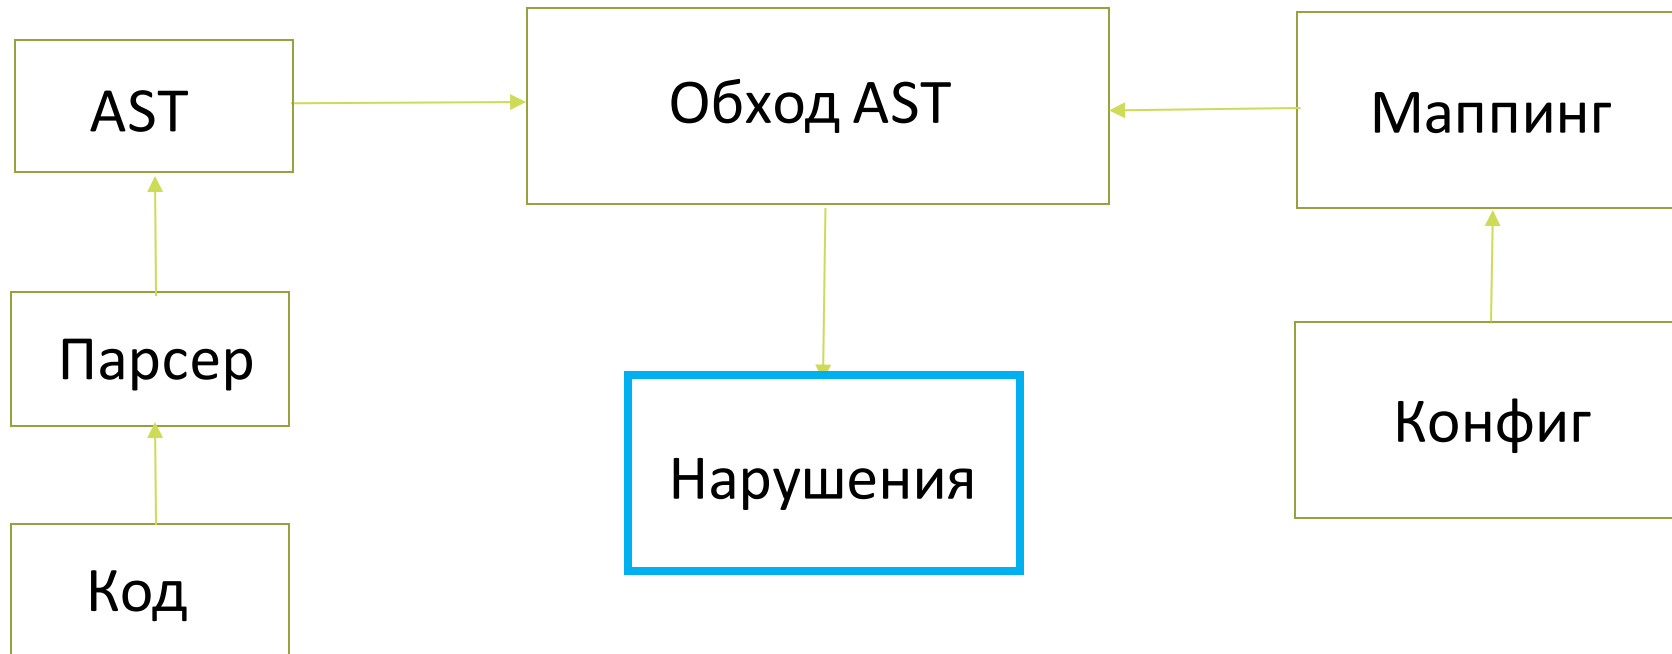 AST
Обход AST
Маппинг
Парсер
Конфиг
Нарушения
Код